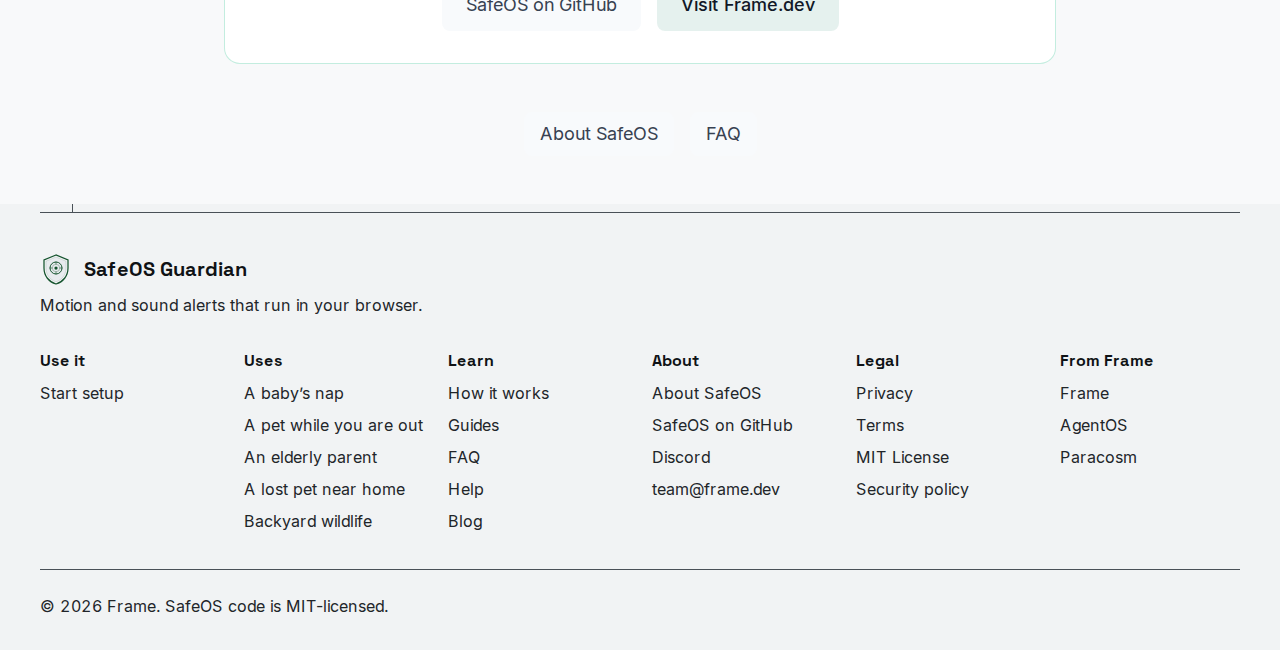 SafeOS on GitHub
Visit Frame.dev
About SafeOS
FAQ
SafeOS Guardian
Motion and sound alerts that run in your browser.
Use it
Start setup
Uses
A baby's nap
A pet while you are out
An elderly parent
A lost pet near home
Backyard wildlife
Learn
How it works
Guides
FAQ
Help
Blog
About
About SafeOS
SafeOS on GitHub
Discord
team@frame.dev
Legal
Privacy
Terms
MIT License
Security policy
From Frame
Frame
AgentOS
Paracosm
© 2026 Frame. SafeOS code is MIT-licensed.